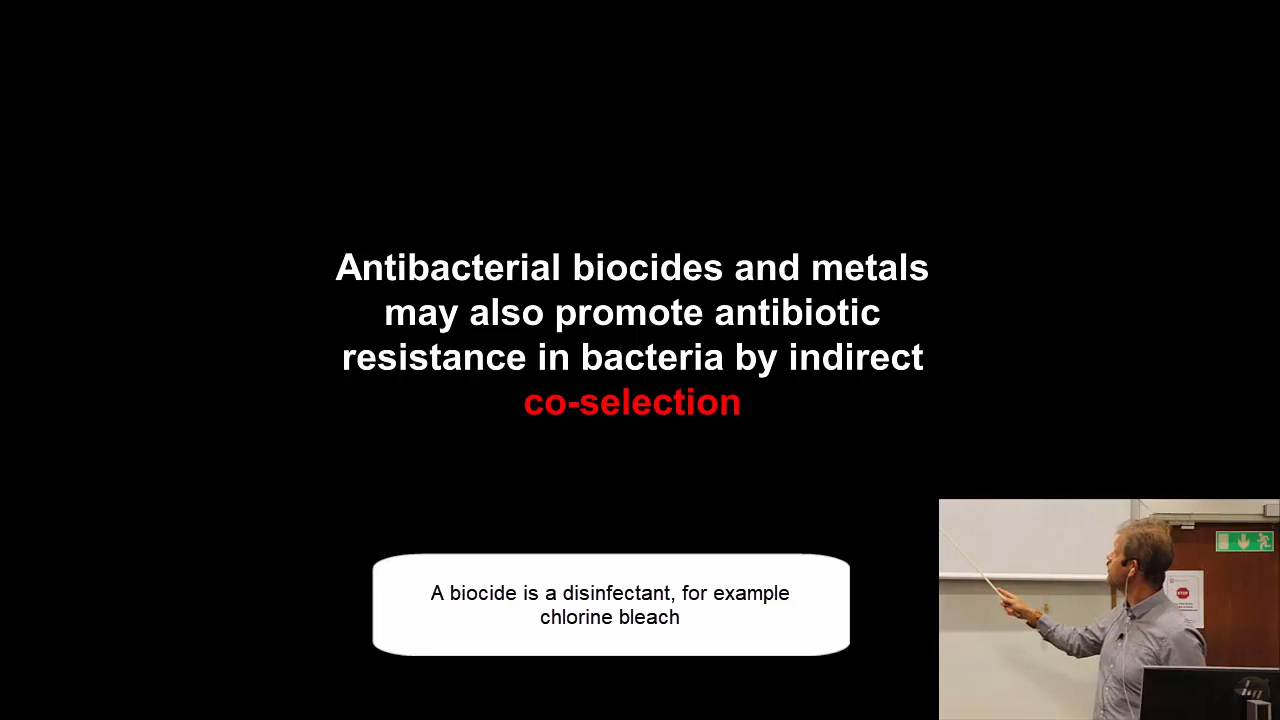 Antibacterial biocides and metals
may also promote antibiotic
resistance in bacteria by indirect
co-selection
A biocide is a disinfectant, for example
chlorine bleach
STOP